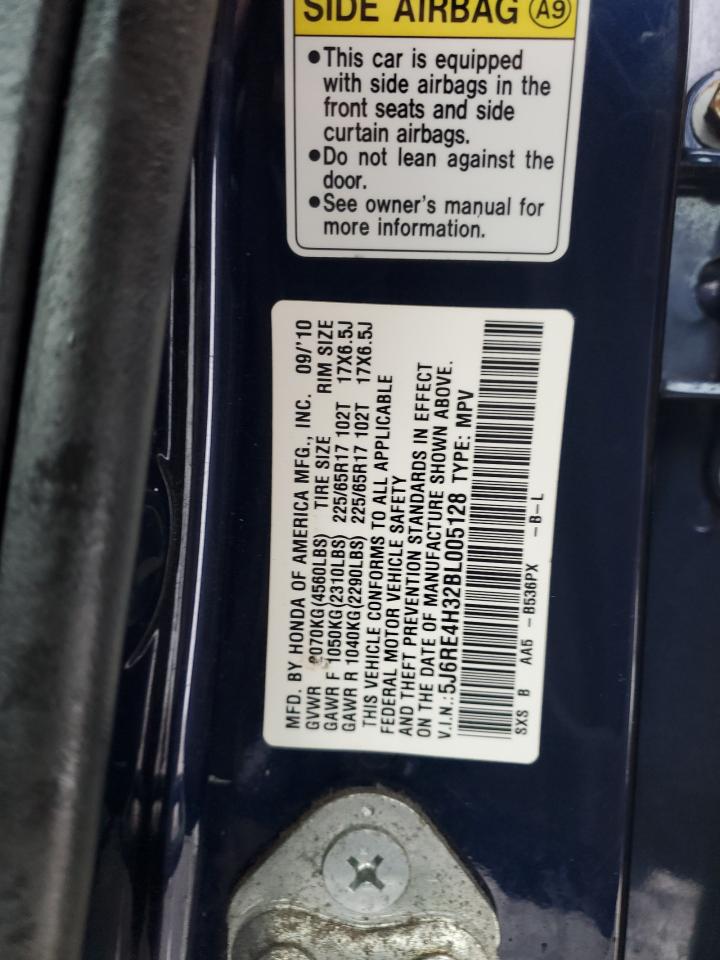 SIDE AIRBAG A9
●This car is equipped
with side airbags in the
front seats and side
curtain airbags.
●Do not lean against the
door.
●See owner's manual for
more information.
MFD. BY HONDA OF AMERICA MFG., INC. 09/'10
GVWR 2070KG(4560LBS) TIRE SIZE RIM SIZE
GAWR F 1050KG(2310LBS) 225/65R17 102T 17X6.5J
GAWR R 1040KG(2290LBS) 225/65R17 102T 17X6.5J
THIS VEHICLE CONFORMS TO ALL APPLICABLE
FEDERAL MOTOR VEHICLE SAFETY
AND THEFT PREVENTION STANDARDS IN EFFECT
ON THE DATE OF MANUFACTURE SHOWN ABOVE.
V.I.N.:5J6RE4H32BL005128 TYPE: MPV
SXS B AA5 -B536PX -B-L